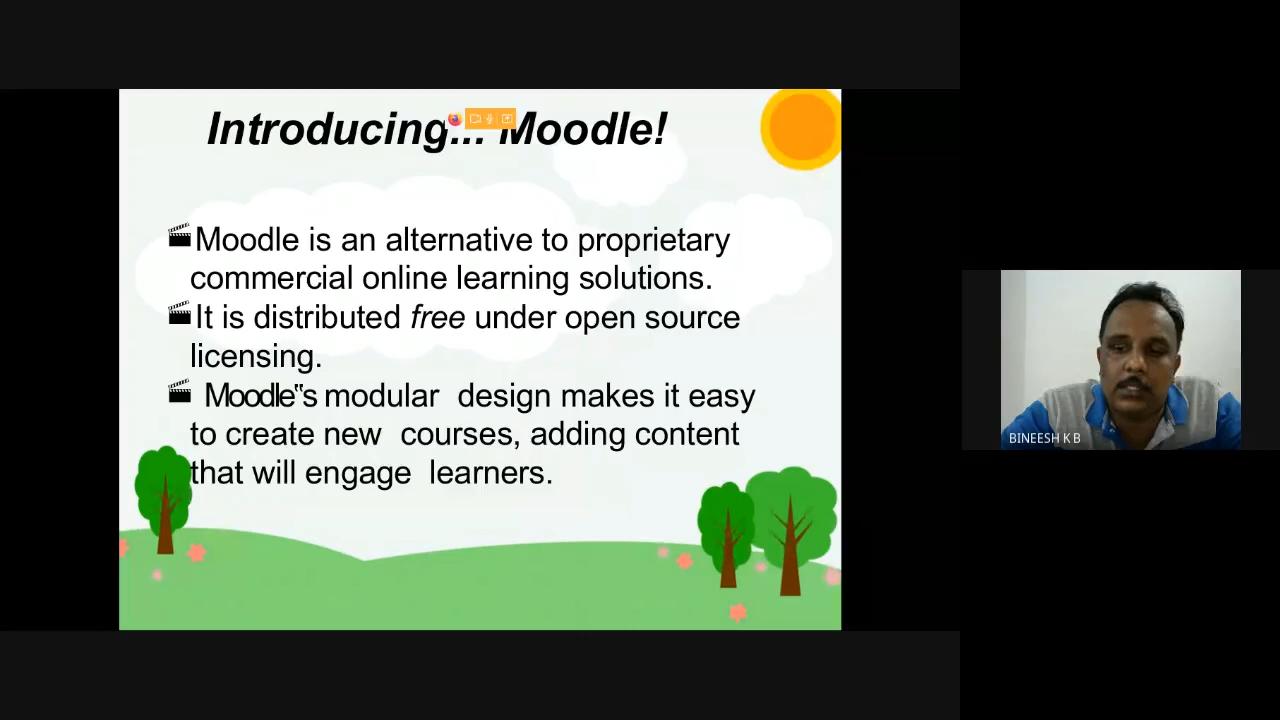 Introducing... Moodle!
Moodle is an alternative to proprietary
commercial online learning solutions.
It is distributed free under open source
licensing.
Moodle‟s modular design makes it easy
to create new courses, adding content
that will engage learners.
BINEESH K B